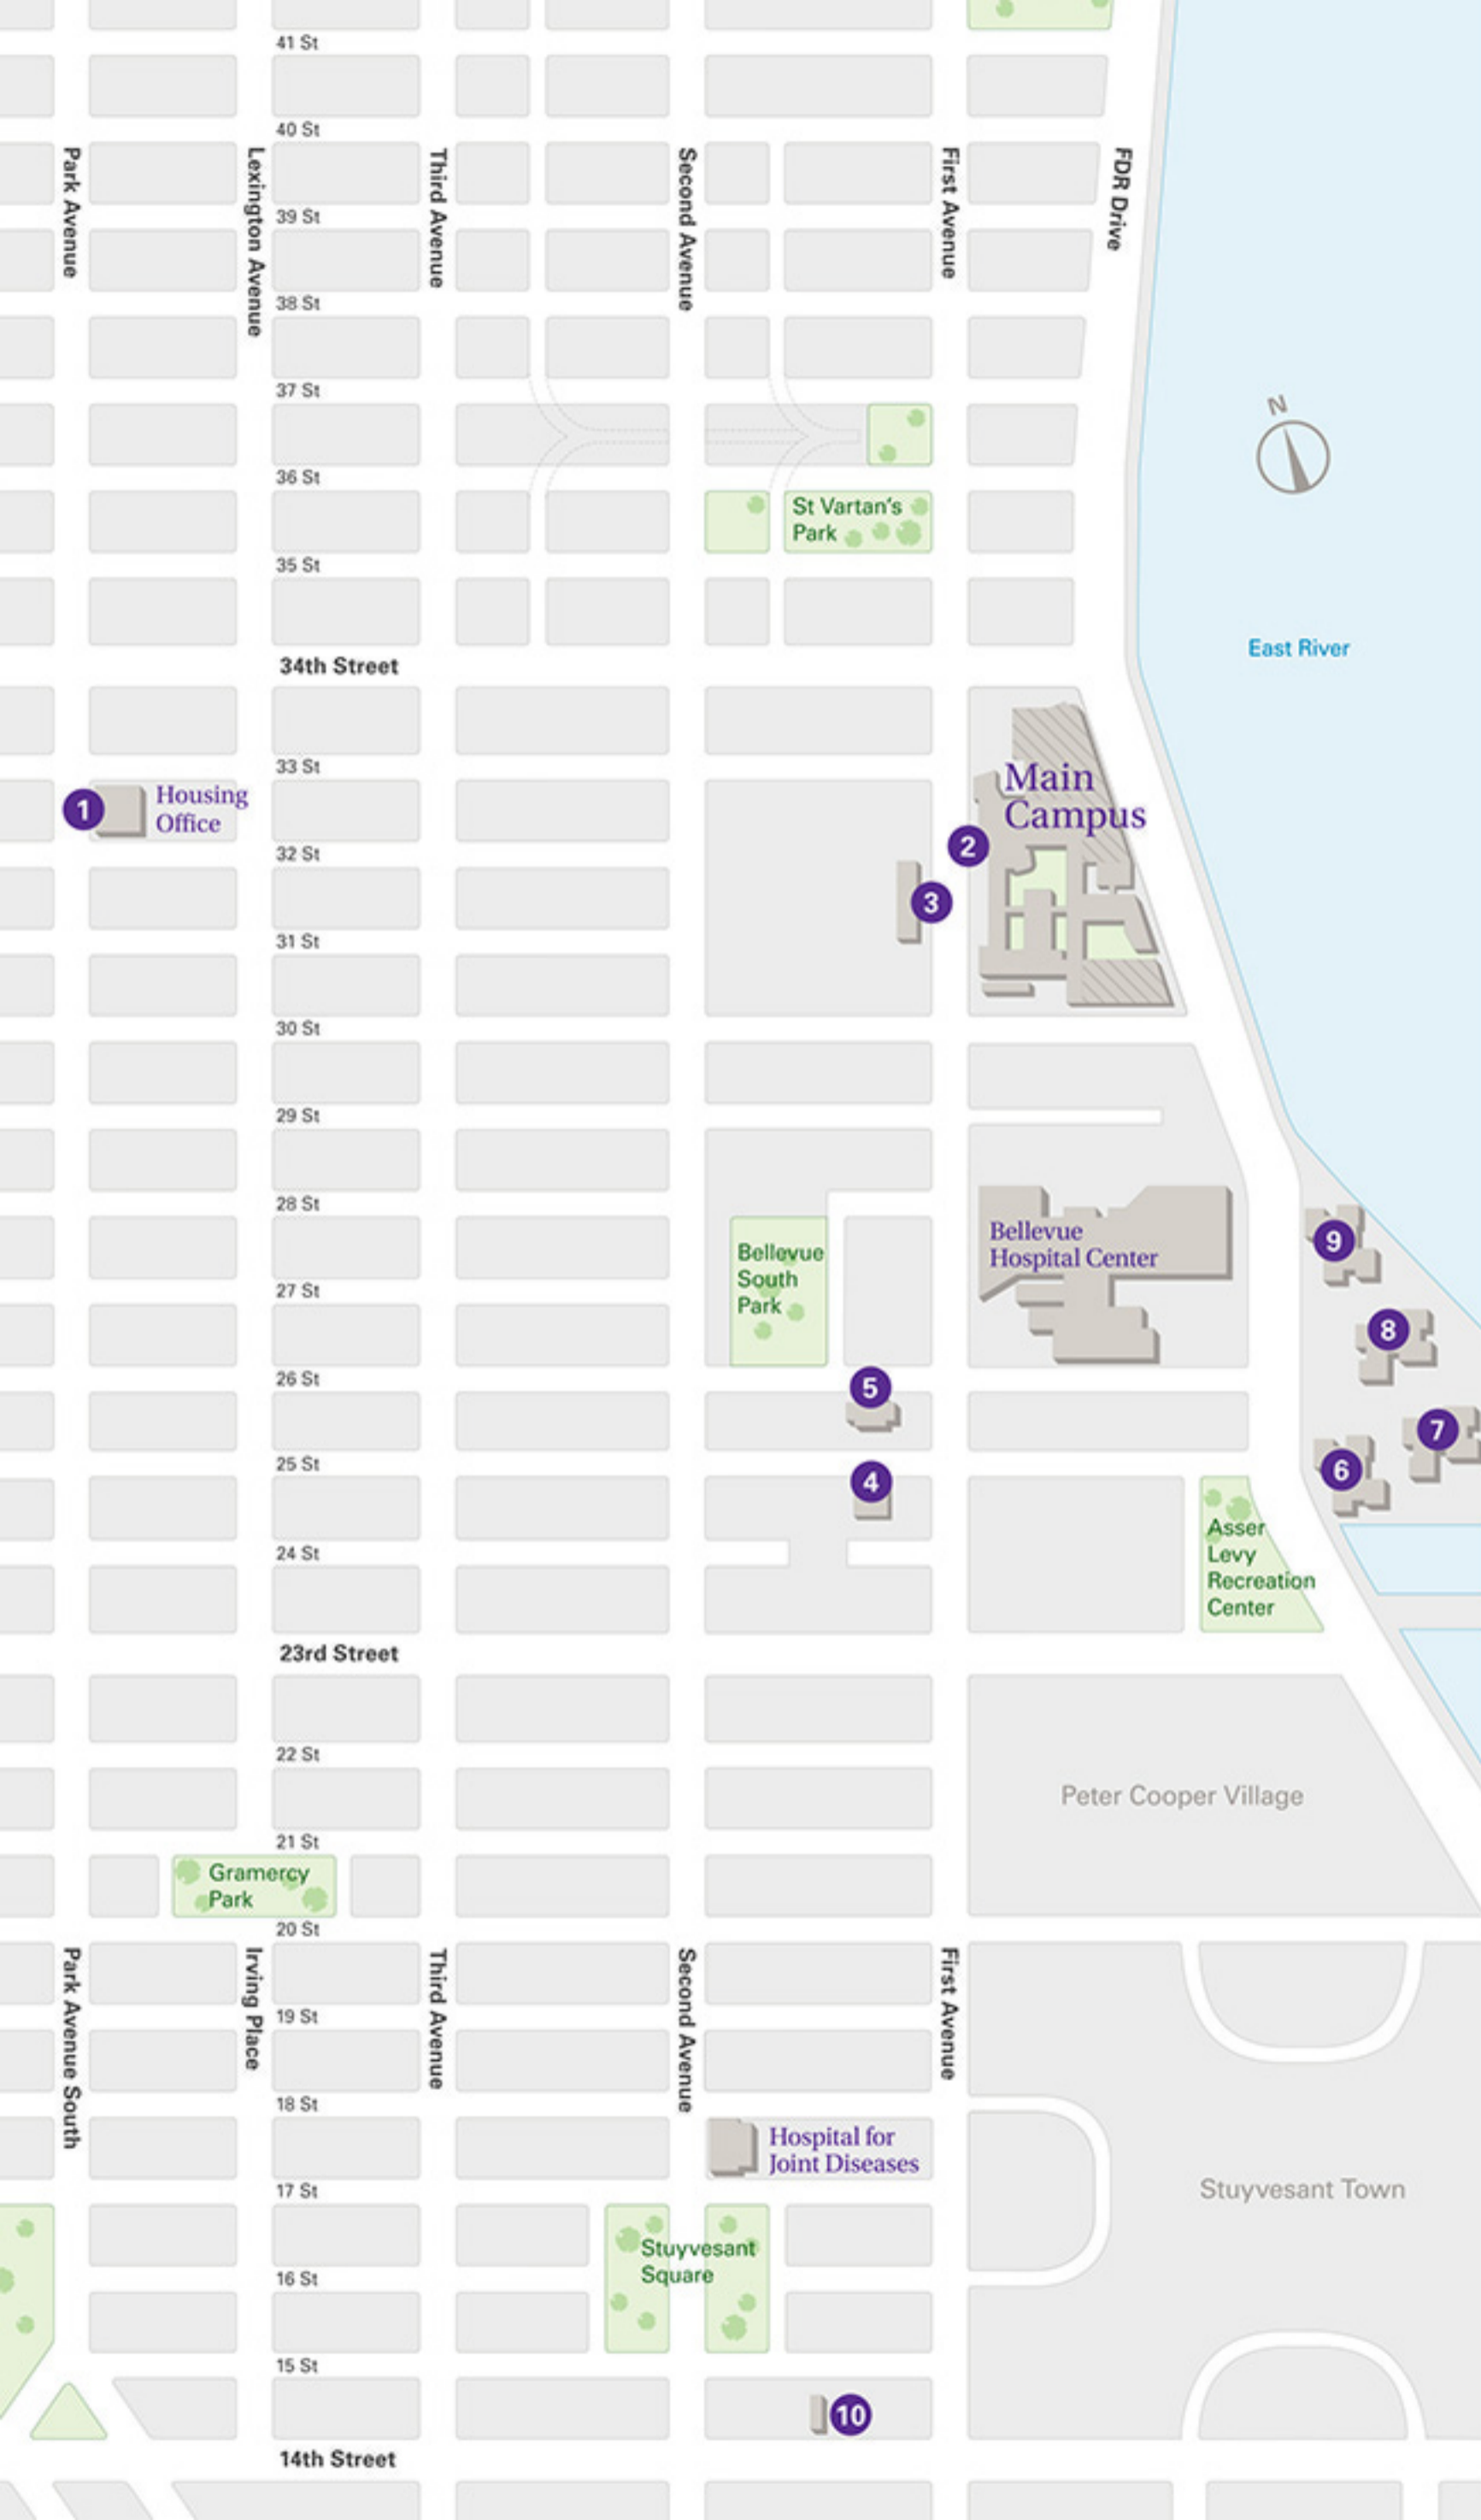 41 St
40 St
Park Avenue
Lexington Avenue
Third Avenue
Second Avenue
First Avenue
FDR Drive
39 St
38 St
37 St
N
36 St
St Vartan's
Park
35 St
East River
34th Street
33 St
Main
Campus
1
Housing
Office
2
32 St
3
31 St
30 St
29 St
28 St
Bellevue
Hospital Center
9
Bellevue
South
Park
27 St
8
26 St
5
7
25 St
6
4
Asser
Levy
Recreation
Center
24 St
23rd Street
22 St
Peter Cooper Village
21 St
Gramercy
Park
20 St
Park Avenue South
Irving Place
Third Avenue
Second Avenue
First Avenue
19 St
18 St
Hospital for
Joint Diseases
17 St
Stuyvesant Town
Stuyvesant
Square
16 St
15 St
10
14th Street